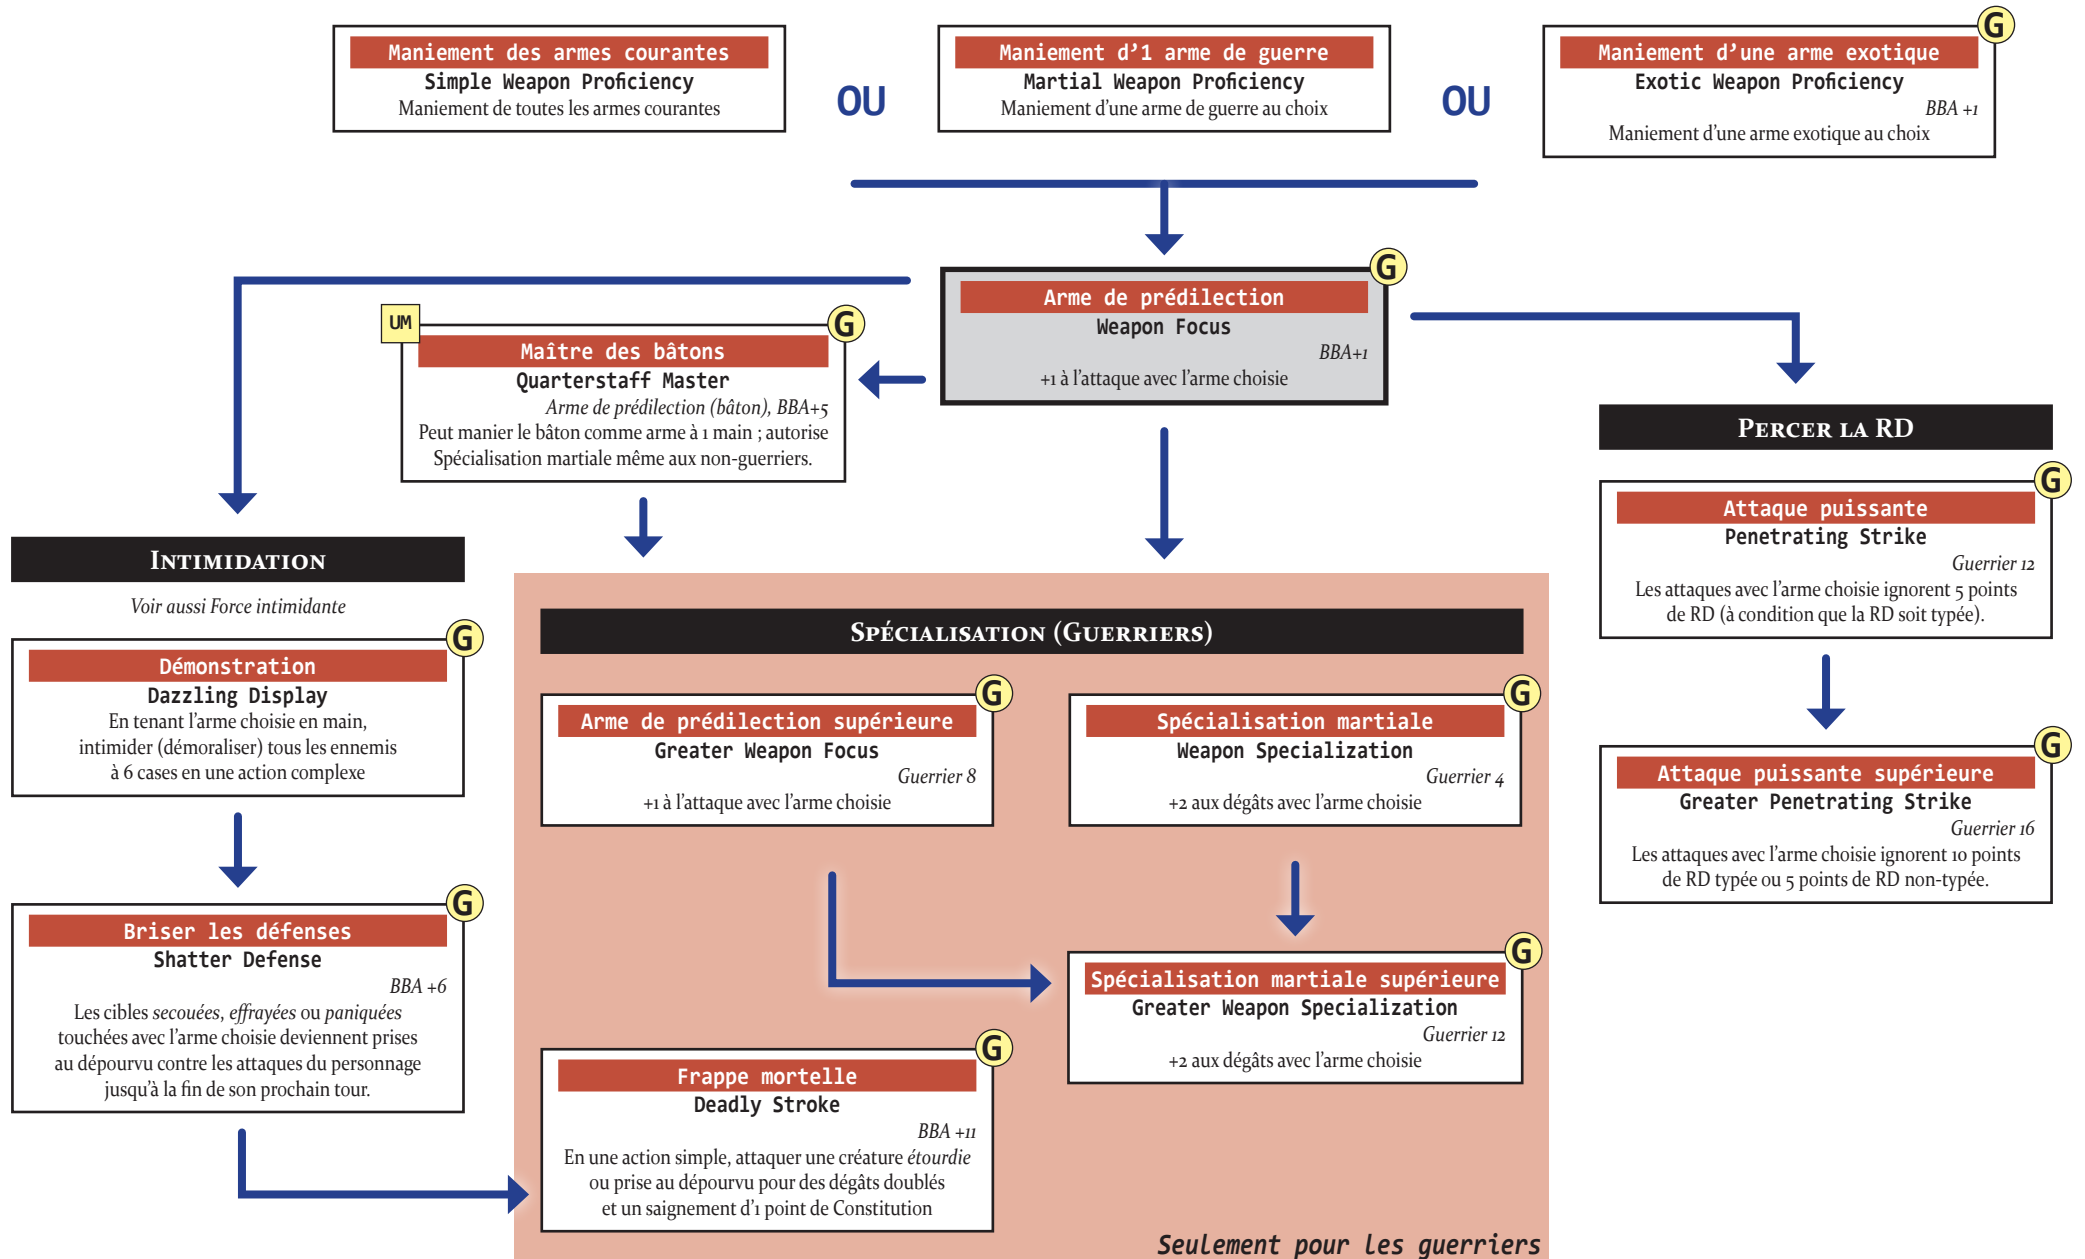 G
Maniement des armes courantes
Simple Weapon Proficiency
Maniement de toutes les armes courantes
OU
Maniement d’1 arme de guerre
Martial Weapon Proficiency
Maniement d’une arme de guerre au choix
OU
Maniement d’une arme exotique
Exotic Weapon Proficiency
BBA +1
Maniement d’une arme exotique au choix
G
Arme de prédilection
Weapon Focus
BBA+1
+1 à l’attaque avec l’arme choisie
UM
G
Maître des bâtons
Quarterstaff Master
Arme de prédilection (bâton), BBA+5
Peut manier le bâton comme arme à 1 main ; autorise
Spécialisation martiale même aux non-guerriers.
Percer la RD
G
Attaque puissante
Penetrating Strike
Guerrier 12
Les attaques avec l’arme choisie ignorent 5 points
de RD (à condition que la RD soit typée).
G
Attaque puissante supérieure
Greater Penetrating Strike
Guerrier 16
Les attaques avec l’arme choisie ignorent 10 points
de RD typée ou 5 points de RD non-typée.
Intimidation
Voir aussi Force intimidante
G
Démonstration
Dazzling Display
En tenant l’arme choisie en main,
intimider (démoraliser) tous les ennemis
à 6 cases en une action complexe
G
Briser les défenses
Shatter Defense
BBA +6
Les cibles secouées, effrayées ou paniquées
touchées avec l’arme choisie deviennent prises
au dépourvu contre les attaques du personnage
jusqu’à la fin de son prochain tour.
Spécialisation (Guerriers)
G
Arme de prédilection supérieure
Greater Weapon Focus
Guerrier 8
+1 à l’attaque avec l’arme choisie
G
Spécialisation martiale
Weapon Specialization
Guerrier 4
+2 aux dégâts avec l’arme choisie
G
Spécialisation martiale supérieure
Greater Weapon Specialization
Guerrier 12
+2 aux dégâts avec l’arme choisie
G
Frappe mortelle
Deadly Stroke
BBA +11
En une action simple, attaquer une créature étourdie
ou prise au dépourvu pour des dégâts doublés
et un saignement d’1 point de Constitution
Seulement pour les guerriers